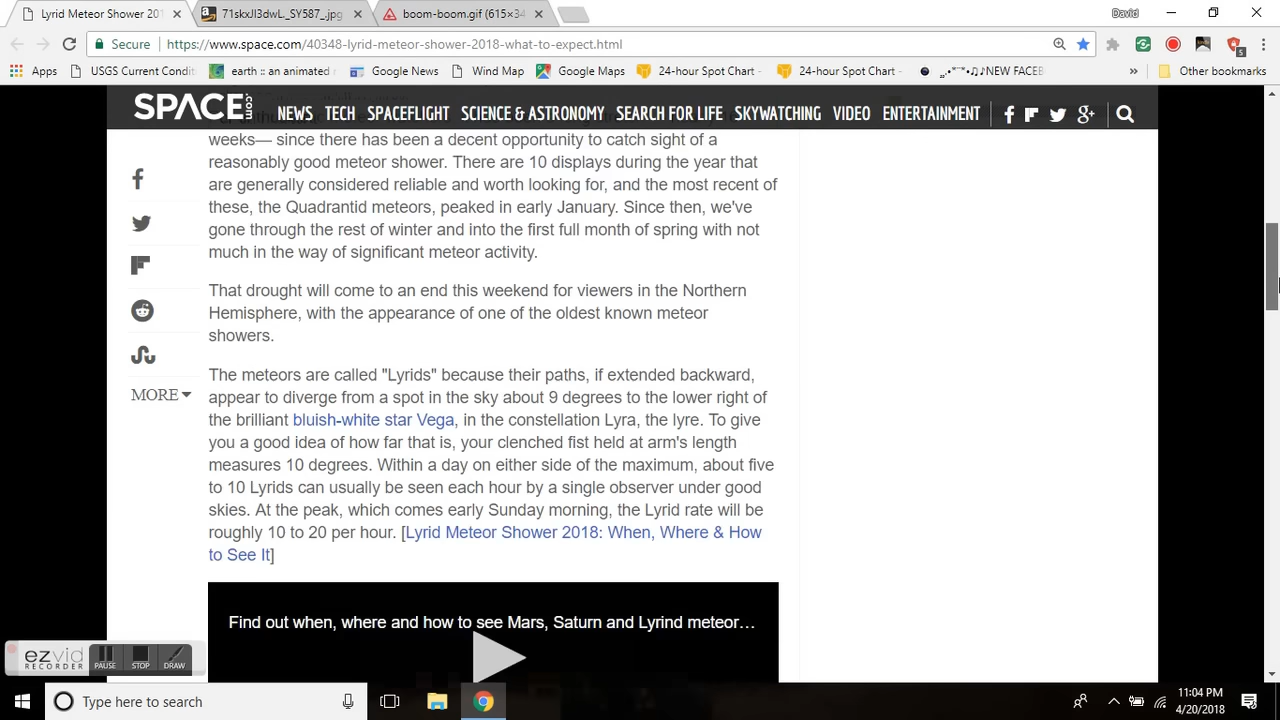 Lyrid Meteor Shower 201
71skxJI3dwL._SY587_.jpg
boom-boom.gif (615×34
David
Secure
https://www.space.com/40348-lyrid-meteor-shower-2018-what-to-expect.html
5
Apps
USGS Current Condit
earth :: an animated
Google News
Wind Map
Google Maps
24-hour Spot Chart
24-hour Spot Chart
NEW FACEB
»
Other bookmarks
SPACE.com
NEWS TECH SPACEFLIGHT SCIENCE & ASTRONOMY SEARCH FOR LIFE SKYWATCHING VIDEO ENTERTAINMENT
weeks— since there has been a decent opportunity to catch sight of a
reasonably good meteor shower. There are 10 displays during the year that
are generally considered reliable and worth looking for, and the most recent of
these, the Quadrantid meteors, peaked in early January. Since then, we've
gone through the rest of winter and into the first full month of spring with not
much in the way of significant meteor activity.
That drought will come to an end this weekend for viewers in the Northern
Hemisphere, with the appearance of one of the oldest known meteor
showers.
MORE
The meteors are called "Lyrids" because their paths, if extended backward,
appear to diverge from a spot in the sky about 9 degrees to the lower right of
the brilliant bluish-white star Vega, in the constellation Lyra, the lyre. To give
you a good idea of how far that is, your clenched fist held at arm's length
measures 10 degrees. Within a day on either side of the maximum, about five
to 10 Lyrids can usually be seen each hour by a single observer under good
skies. At the peak, which comes early Sunday morning, the Lyrid rate will be
roughly 10 to 20 per hour. [Lyrid Meteor Shower 2018: When, Where & How
to See It]
Find out when, where and how to see Mars, Saturn and Lyrind meteor…
ezvid
RECORDER
PAUSE
STOP
DRAW
Type here to search
11:04 PM
4/20/2018